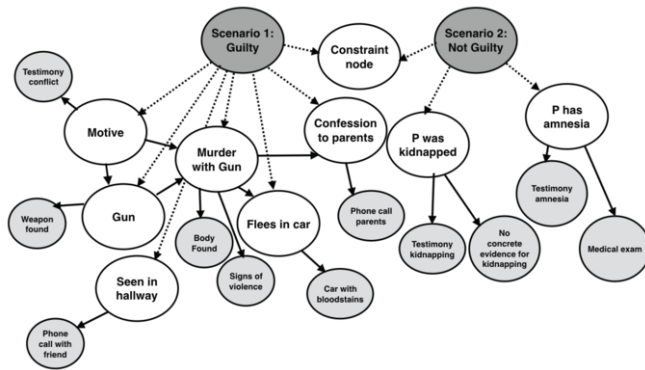 Scenario 1:
Guilty
Scenario 2:
Not Guilty
Constraint
node
Testimony
conflict
Motive
Murder
with Gun
Confession
to parents
P was
kidnapped
P has
amnesia
Gun
Weapon
found
Body
Found
Flees in car
Phone call
parents
Testimony
amnesia
Testimony
kidnapping
No
concrete
evidence for
kidnapping
Medical exam
Seen in
hallway
Signs of
violence
Car with
bloodstains
Phone
call with
friend